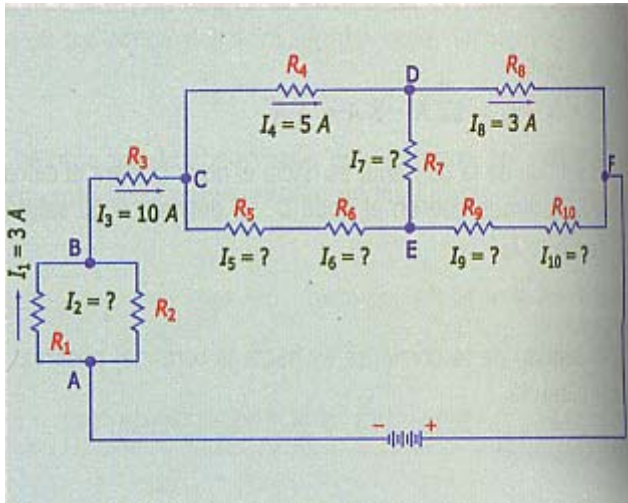 R4
D
R8
I4 = 5 A
I8 = 3 A
R3
C
I7 = ?
R7
F
I3 = 10 A
R5
R6
R9
R10
B
E
I1 = 3 A
I5 = ?
I6 = ?
I9 = ?
I10 = ?
I2 = ?
R2
R1
A
− +